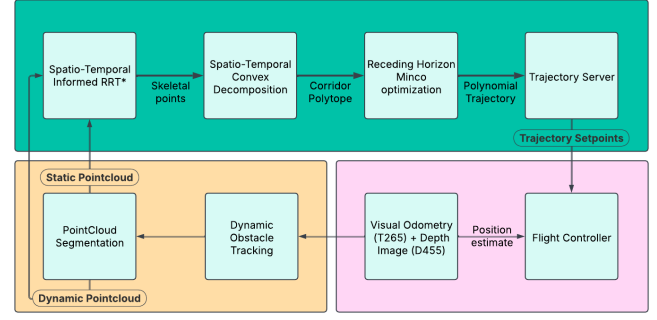 Spatio-Temporal
Informed RRT*
Skeletal
points
Spatio-Temporal
Convex
Decomposition
Corridor
Polytope
Receding Horizon
Minco
optimization
Polynomial
Trajectory
Trajectory Server
Trajectory Setpoints
Static Pointcloud
PointCloud
Segmentation
Dynamic Pointcloud
Dynamic
Obstacle
Tracking
Visual Odometry
(T265) + Depth
Image (D455)
Position
estimate
Flight Controller